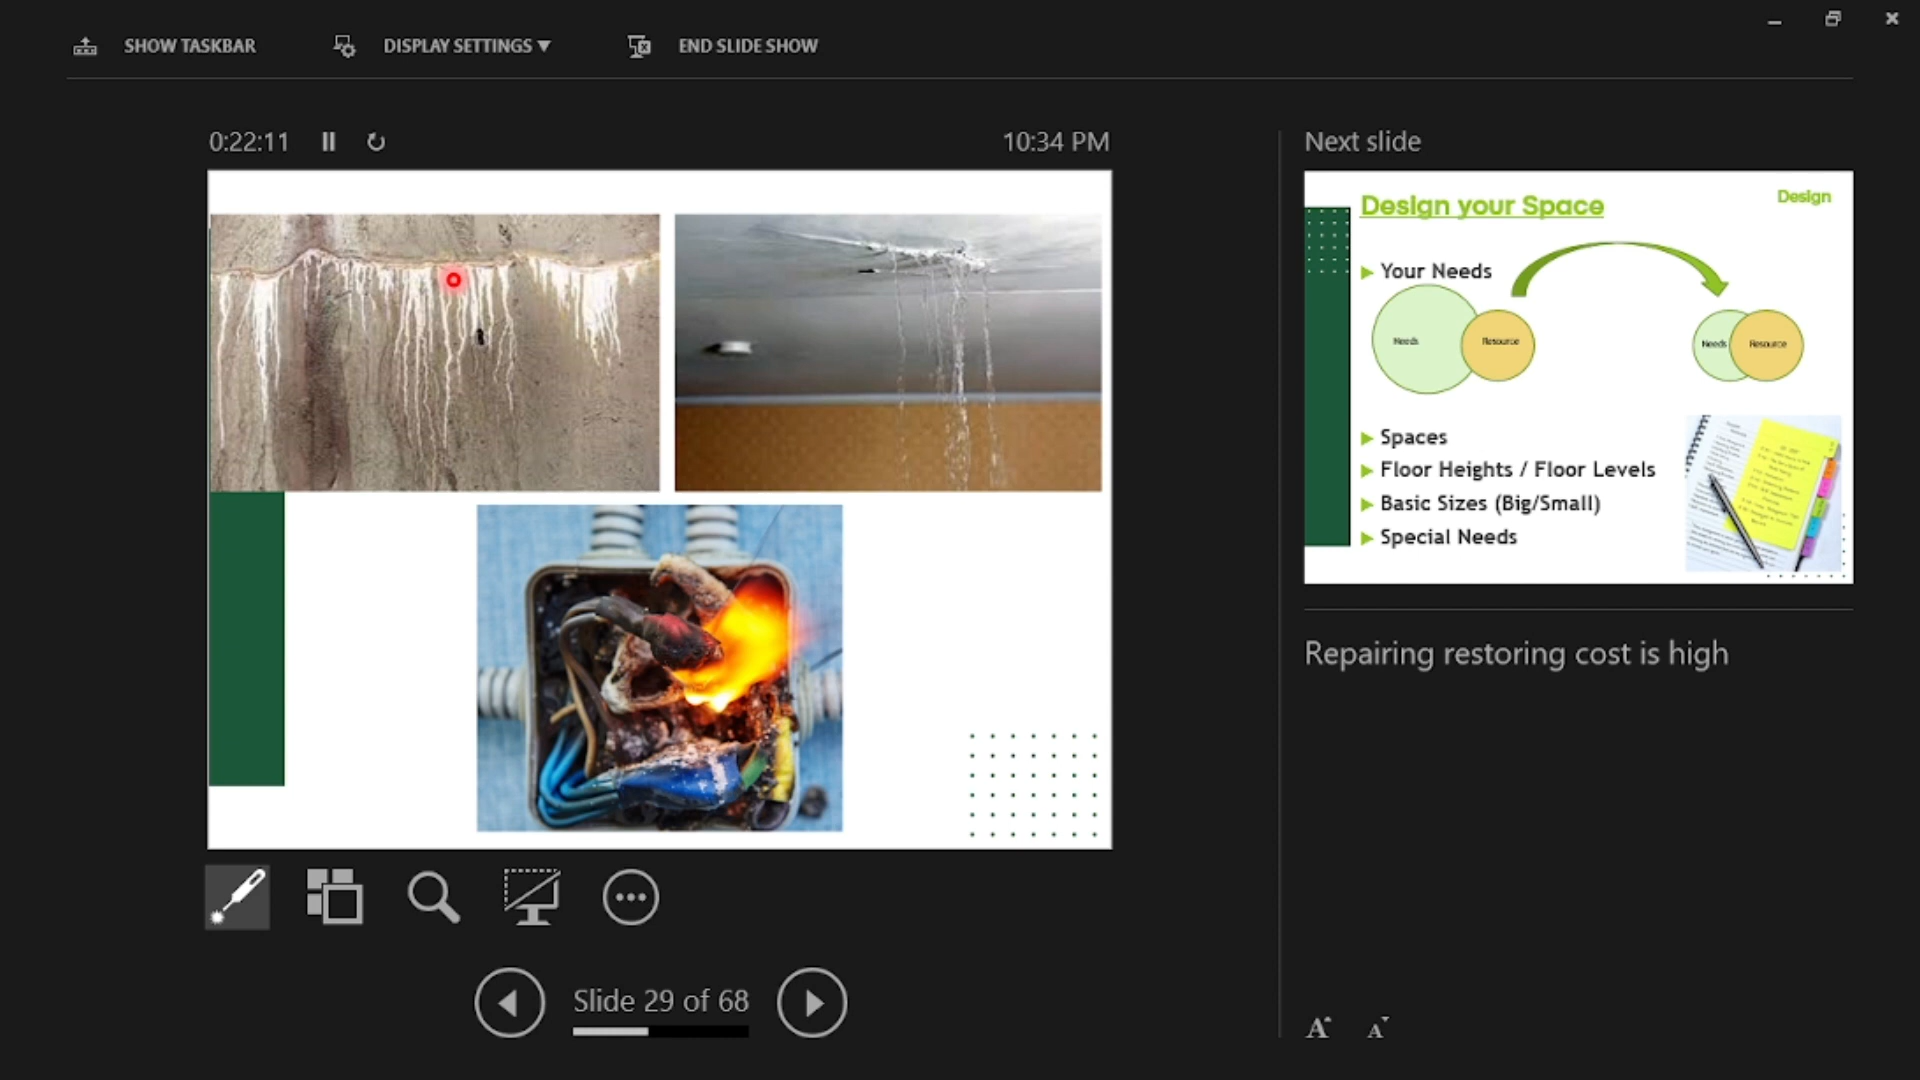 SHOW TASKBAR
DISPLAY SETTINGS ▼
END SLIDE SHOW
0:22:11
10:34 PM
Next slide
Design your Space
Design
Your Needs
Needs
Resource
Needs
Resource
Spaces
Floor Heights / Floor Levels
Basic Sizes (Big/Small)
Special Needs
Repairing restoring cost is high
Slide 29 of 68
A
A